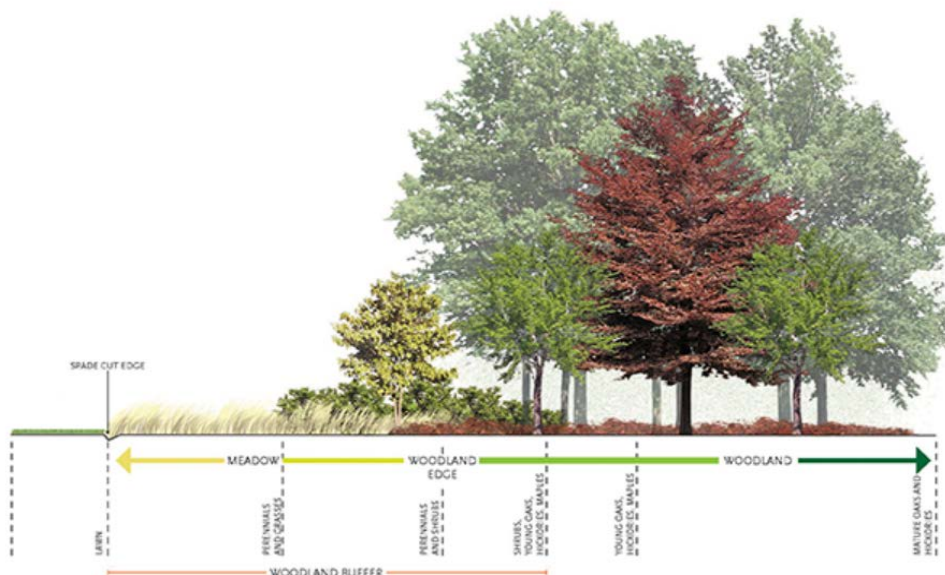 SPADE CUT EDGE
MEADOW
WOODLAND
EDGE
WOODLAND
LAWN
PERENNIALS
AND GRASSES
PERENNIALS
AND SHRUBS
SHRUBS,
YOUNG OAKS,
HICKORIES, MAPLES
YOUNG OAKS,
HICKORIES, MAPLES
MATURE OAKS AND
HICKORIES
WOODLAND BUFFER